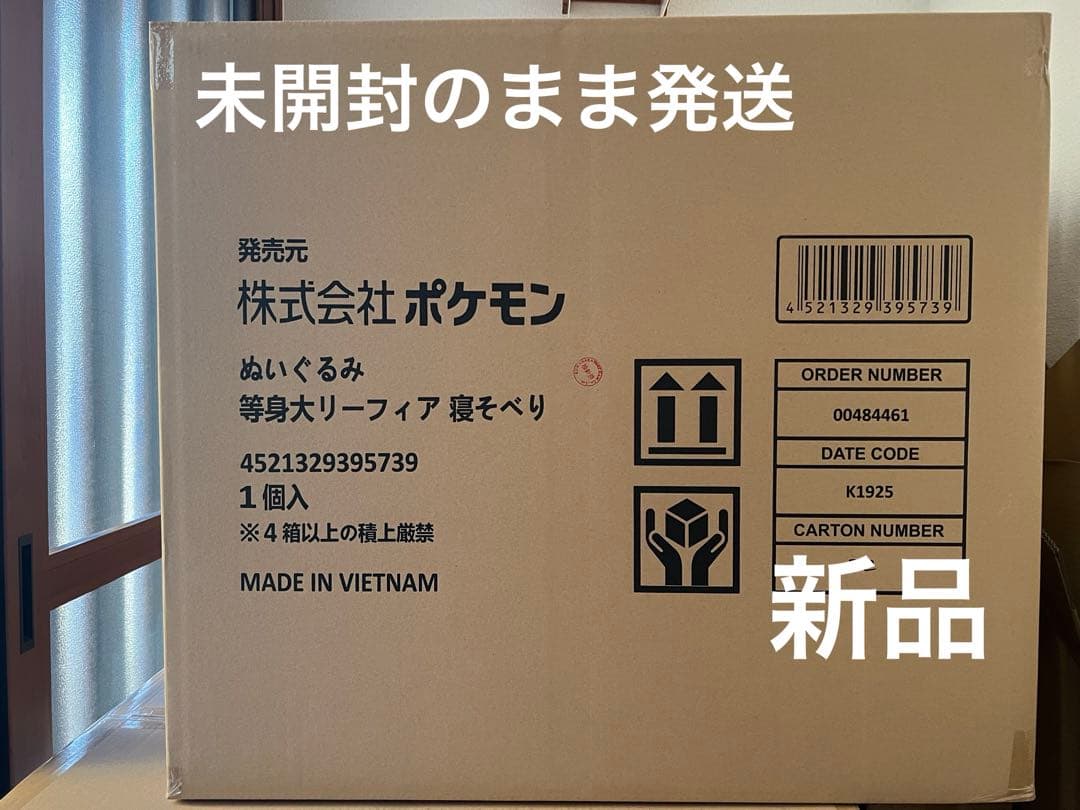 未開封のまま発送
発売元
株式会社 ポケモン
ぬいぐるみ
等身大リーフィア 寝そべり
4521329395739
1個入
※4箱以上の積上厳禁
MADE IN VIETNAM
4 521329 395739
ORDER NUMBER
00484461
DATE CODE
K1925
CARTON NUMBER
新品